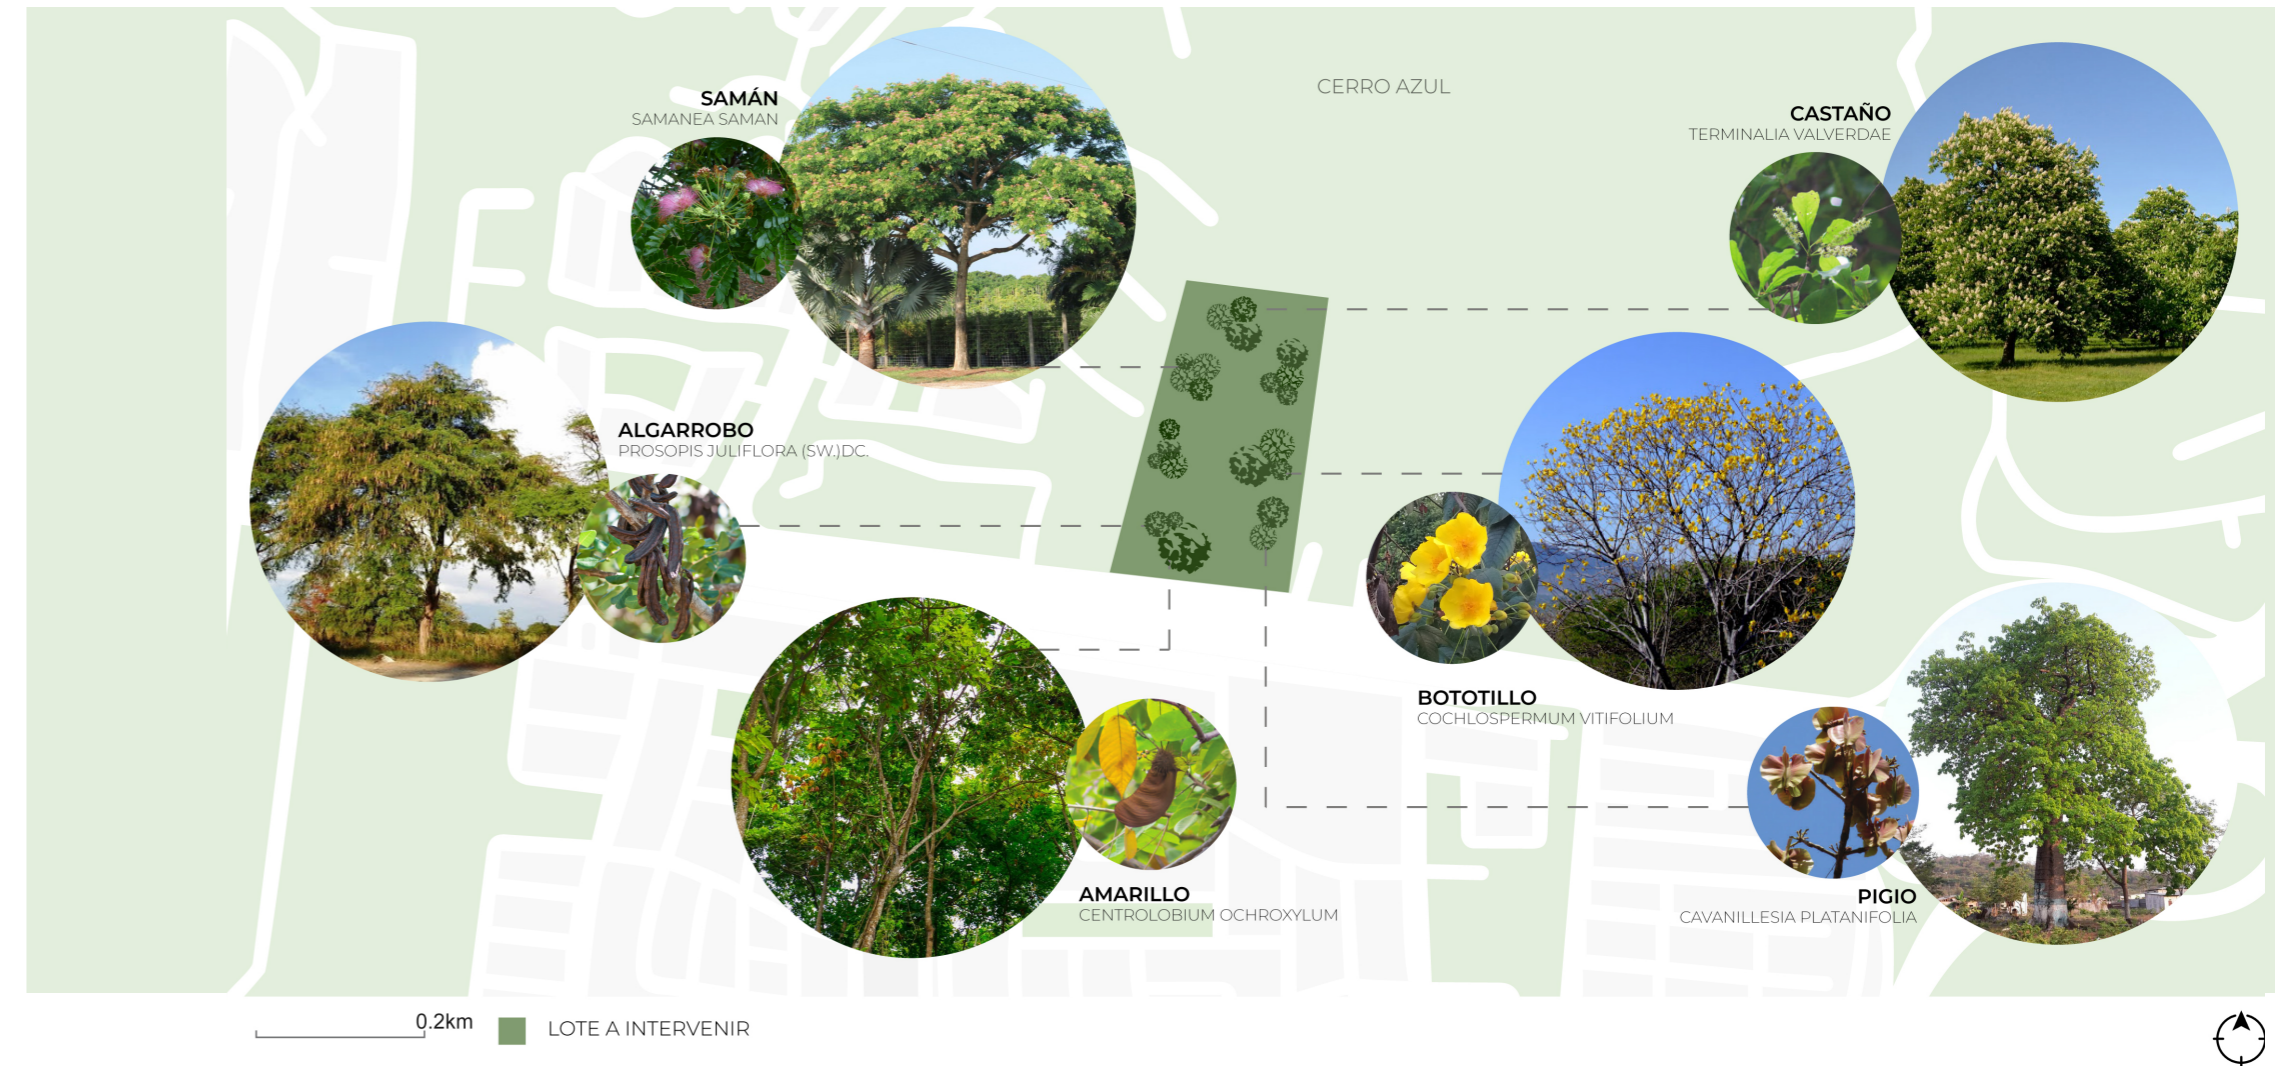 CERRO AZUL
SAMÁN
SAMANEA SAMAN
CASTAÑO
TERMINALIA VALVERDAE
ALGARROBO
PROSOPIS JULIFLORA (SW.)DC.
BOTOTILLO
COCHLOSPERMUM VITIFOLIUM
AMARILLO
CENTROLOBIUM OCHROXYLUM
PIGIO
CAVANILLESIA PLATANIFOLIA
0.2km
LOTE A INTERVENIR